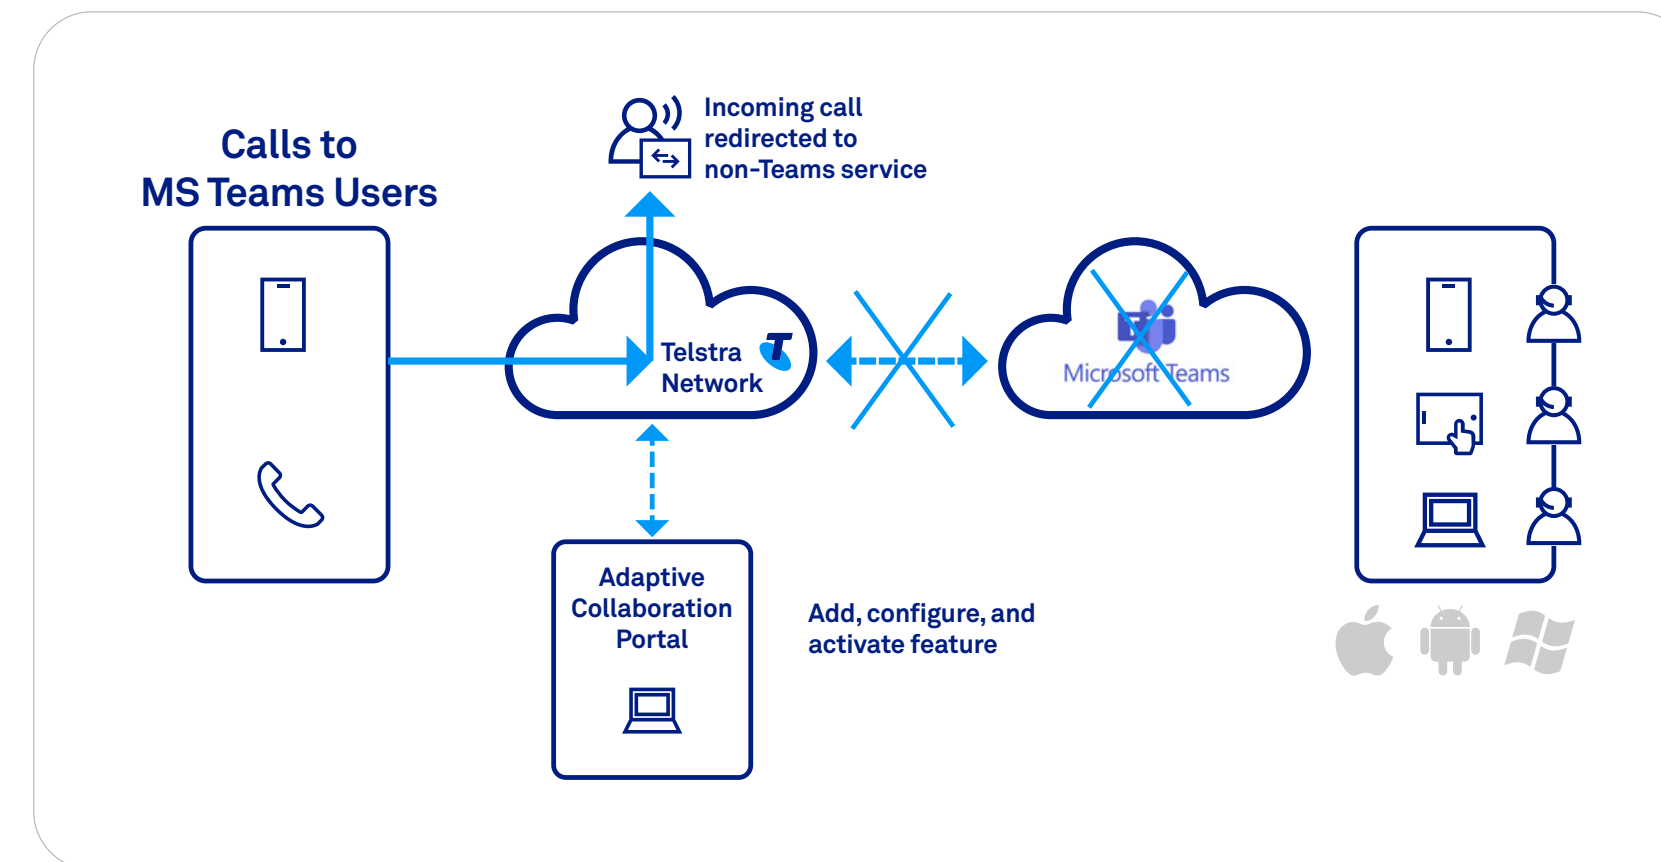 Incoming call
redirected to
non-Teams service
Calls to
MS Teams Users
Telstra
Network
Microsoft Teams
Adaptive
Collaboration
Portal
Add, configure, and
activate feature